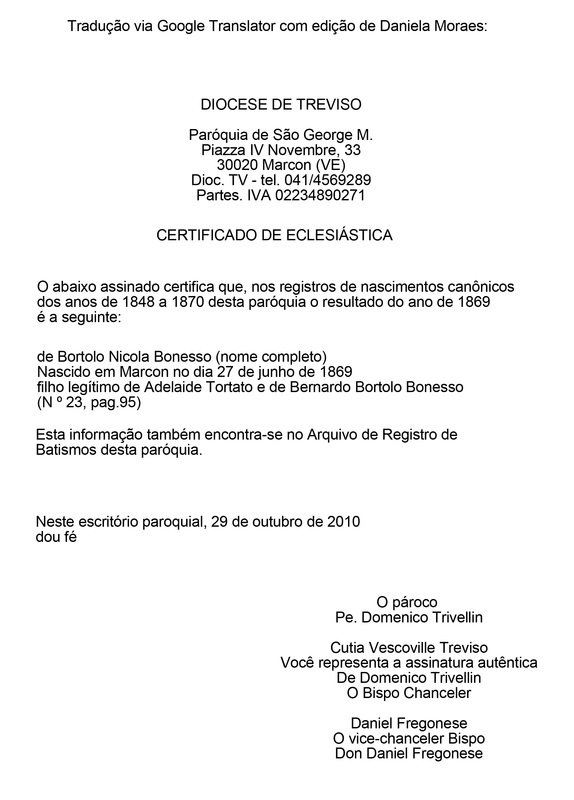 Tradução via Google Translator com edição de Daniela Moraes:
DIOCESE DE TREVISO
Paróquia de São George M.
Piazza IV Novembre, 33
30020 Marcon (VE)
Dioc. TV - tel. 041/4569289
Partes. IVA 02234890271
CERTIFICADO DE ECLESIÁSTICA
O abaixo assinado certifica que, nos registros de nascimentos canônicos
dos anos de 1848 a 1870 desta paróquia o resultado do ano de 1869
é a seguinte:
de Bortolo Nicola Bonesso (nome completo)
Nascido em Marcon no dia 27 de junho de 1869
filho legítimo de Adelaide Tortato e de Bernardo Bortolo Bonesso
(N º 23, pag.95)
Esta informação também encontra-se no Arquivo de Registro de
Batismos desta paróquia.
Neste escritório paroquial, 29 de outubro de 2010
dou fé
O pároco
Pe. Domenico Trivellin
Cutia Vescoville Treviso
Você representa a assinatura autêntica
De Domenico Trivellin
O Bispo Chanceler
Daniel Fregonese
O vice-chanceler Bispo
Don Daniel Fregonese